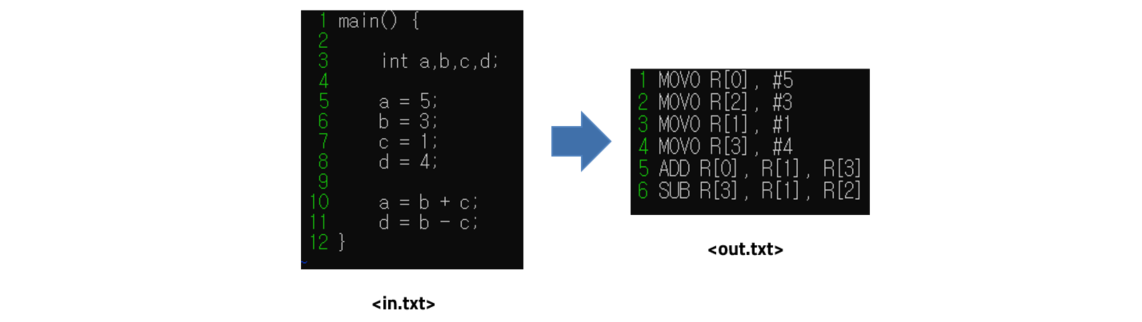 1 main() {
2
3 int a,b,c,d;
4
5 a = 5;
6 b = 3;
7 c = 1;
8 d = 4;
9
10 a = b + c;
11 d = b - c;
12 }
~
<in.txt>
1 MOVO R[0], #5
2 MOVO R[2], #3
3 MOVO R[1], #1
4 MOVO R[3], #4
5 ADD R[0], R[1], R[3]
6 SUB R[3], R[1], R[2]
<out.txt>